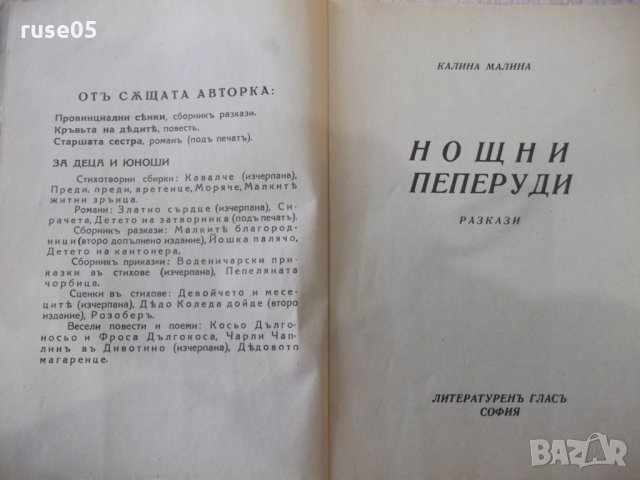 ruse05
ОТЪ СѪЩАТА АВТОРКА:
Провинциални сѣнки, сборникъ разкази.
Кръвьта на дѣдитѣ, повесть.
Старшата сестра, романъ (подъ печатъ).
ЗА ДЕЦА И ЮНОШИ
Стихотворни сбирки: Кавалче (изчерпана),
Преди, преди, вретенце, Моряче, Малкитѣ
житни зрънца.
Романи: Златно сърдце (изчерпана), Си-
рачета, Детето на затворника (подъ печатъ).
Сборникъ разкази: Малкитѣ благород-
ници (второ допълнено издание), Йошка палячо,
Детето на кантонера.
Сборникъ приказки: Воденичарски при-
казки въ стихове (изчерпана), Пепеляната
чорбица.
Сценки въ стихове: Девойчето и месе-
цитѣ (изчерпана), Дѣдо Коледа дойде (второ
издание), Розоберъ.
Весели повести и поеми: Косьо Дълго-
носьо и Фроса Дългокоса, Чарли Чап-
линъ въ Дивотино (изчерпана), Дѣдовото
магаренце.
КАЛИНА МАЛИНА
НОЩНИ
ПЕПЕРУДИ
РАЗКАЗИ
ЛИТЕРАТУРЕНЪ ГЛАСЪ
СОФИЯ
BAZAR